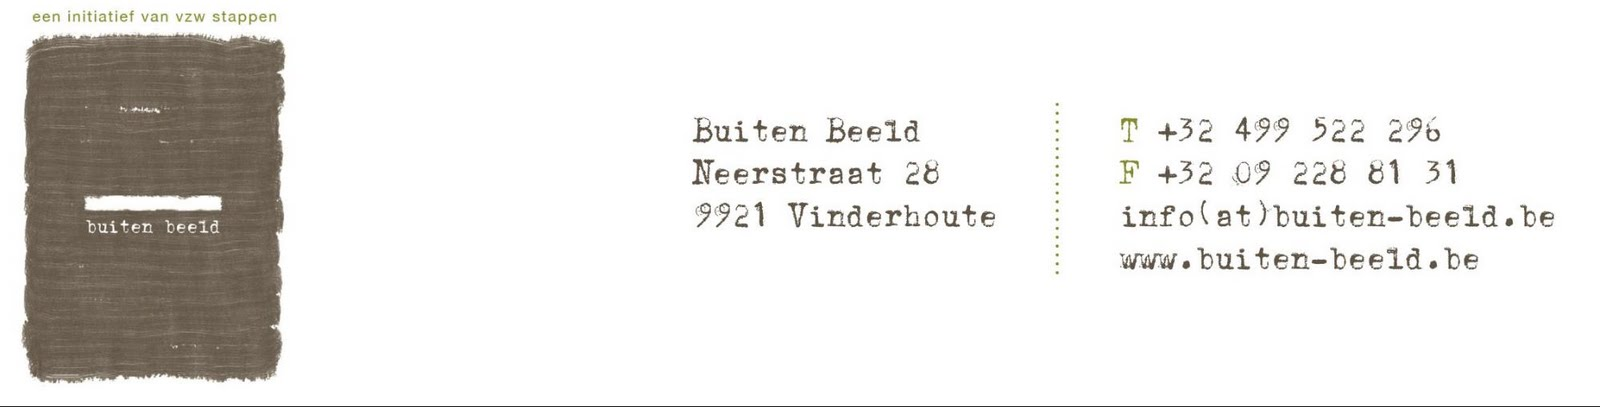 een initiatief van vzw stappen
buiten beeld
Buiten Beeld
Neerstraat 28
9921 Vinderhoute
T +32 499 522 296
F +32 09 228 81 31
info(at)buiten-beeld.be
www.buiten-beeld.be